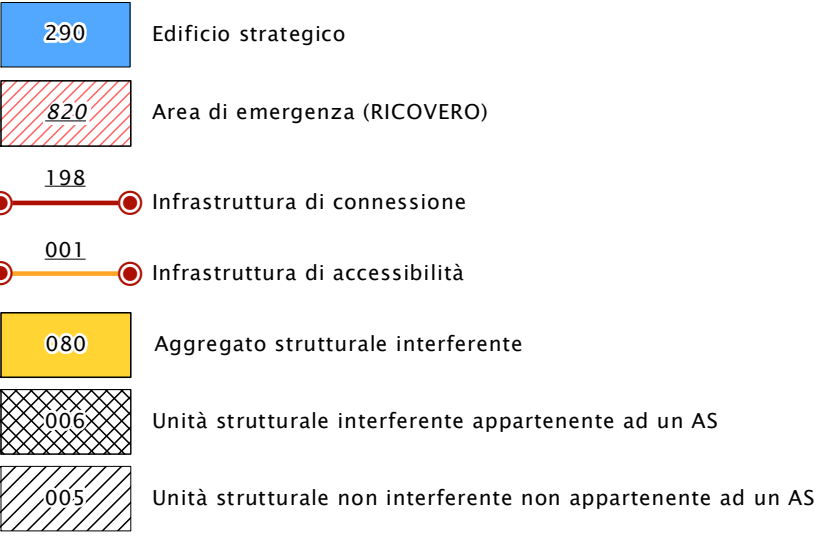 290 Edificio strategico
820 Area di emergenza (RICOVERO)
198
Infrastruttura di connessione
001
Infrastruttura di accessibilità
080 Aggregato strutturale interferente
006 Unità strutturale interferente appartenente ad un AS
005 Unità strutturale non interferente non appartenente ad un AS